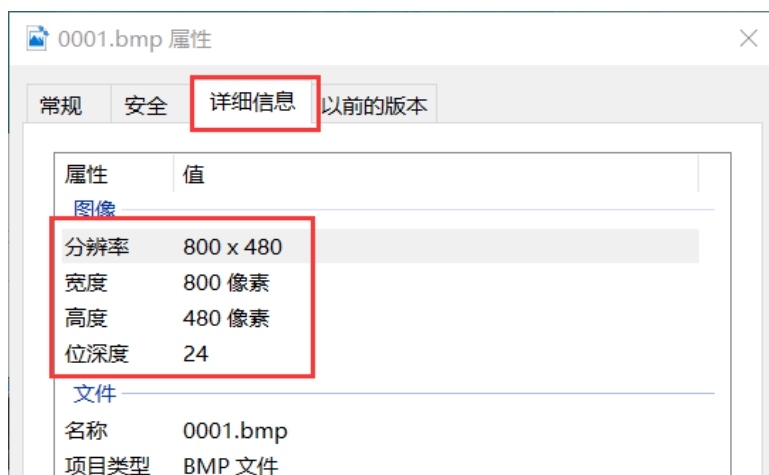 0001.bmp 属性
常规 安全 详细信息 以前的版本
属性 值
图像
分辨率 800 x 480
宽度 800 像素
高度 480 像素
位深度 24
文件
名称 0001.bmp
项目类型 BMP 文件